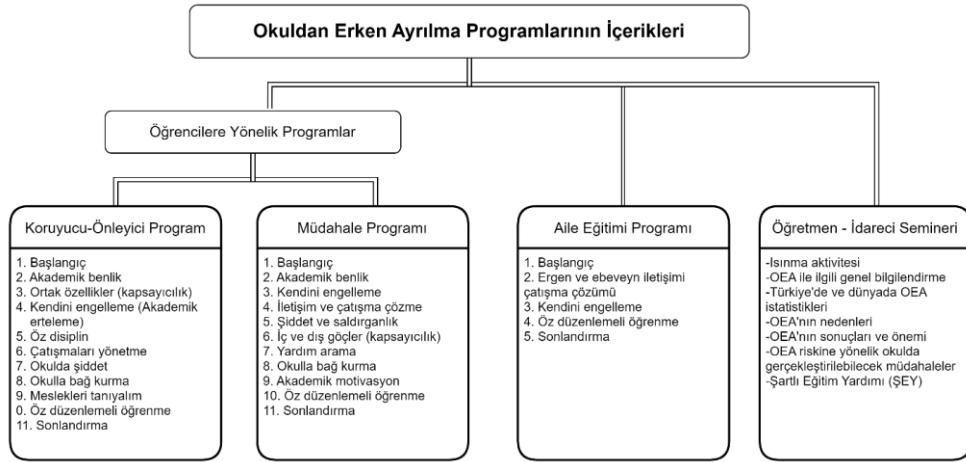 Okuldan Erken Ayrılma Programlarının İçerikleri
Öğrencilere Yönelik Programlar
Koruyucu-Önleyici Program
1. Başlangıç
2. Akademik benlik
3. Ortak özellikler (kapsayıcılık)
4. Kendini engelleme (Akademik
erteleme)
5. Öz disiplin
6. Çatışmaları yönetme
7. Okulda şiddet
8. Okulla bağ kurma
9. Meslekleri tanıyalım
0. Öz düzenlemeli öğrenme
11. Sonlandırma
Müdahale Programı
1. Başlangıç
2. Akademik benlik
3. Kendini engelleme
4. İletişim ve çatışma çözme
5. Şiddet ve saldırganlık
6. İç ve dış göçler (kapsayıcılık)
7. Yardım arama
8. Okulla bağ kurma
9. Akademik motivasyon
10. Öz düzenlemeli öğrenme
11. Sonlandırma
Aile Eğitimi Programı
1. Başlangıç
2. Ergen ve ebeveyn iletişimi
çatışma çözümü
3. Kendini engelleme
4. Öz düzenlemeli öğrenme
5. Sonlandırma
Öğretmen - İdareci Semineri
-Isınma aktivitesi
-OEA ile ilgili genel bilgilendirme
-Türkiye'de ve dünyada OEA
istatistikleri
-OEA'nın nedenleri
-OEA'nın sonuçları ve önemi
-OEA riskine yönelik okulda
gerçekleştirilebilecek müdahaleler
-Şartlı Eğitim Yardımı (ŞEY)